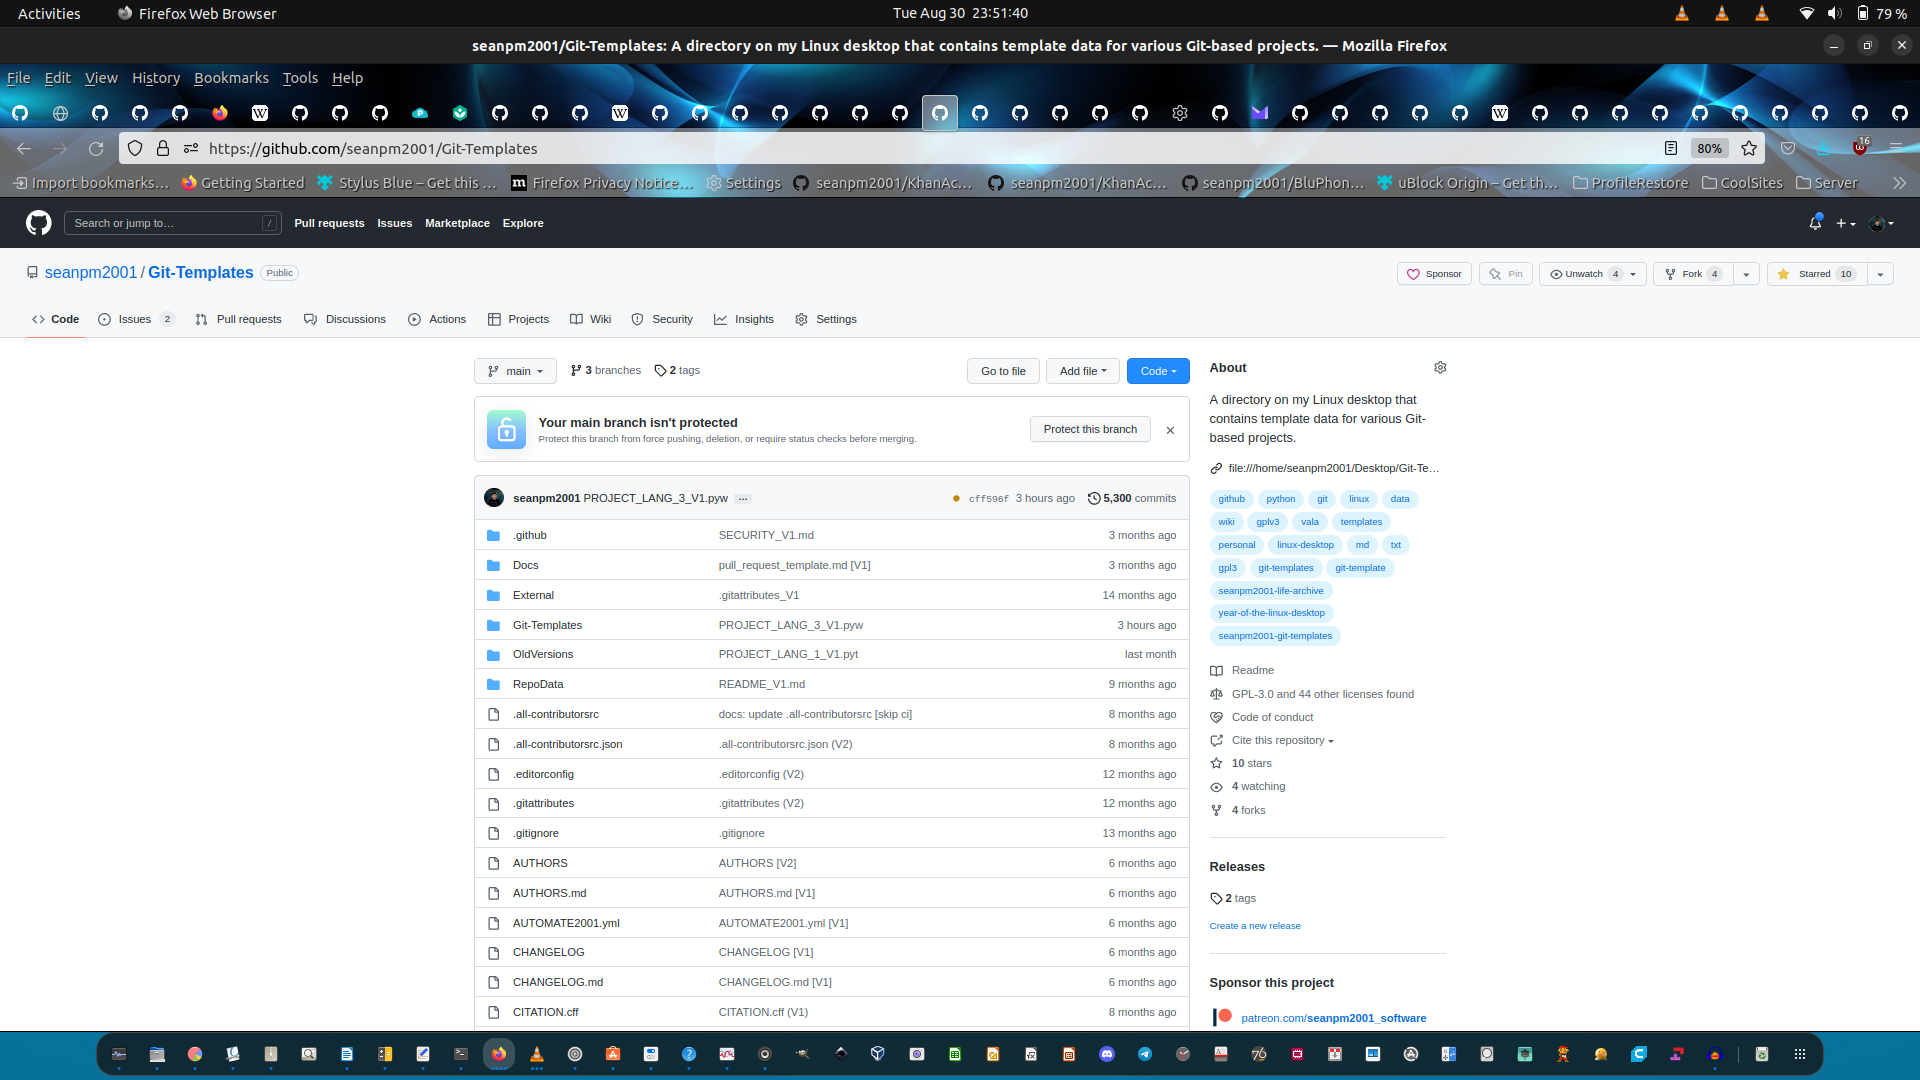 Activities
Firefox Web Browser
Tue Aug 30 23:51:40
79 %
seanpm2001/Git-Templates: A directory on my Linux desktop that contains template data for various Git-based projects. — Mozilla Firefox
File Edit View History Bookmarks Tools Help
https://github.com/seanpm2001/Git-Templates
80%
16
Import bookmarks…
Getting Started
Stylus Blue – Get this …
Firefox Privacy Notice…
Settings
seanpm2001/KhanAc…
seanpm2001/KhanAc…
seanpm2001/BluPhon…
uBlock Origin – Get th…
ProfileRestore
CoolSites
Server
Search or jump to…
/
Pull requests
Issues
Marketplace
Explore
seanpm2001 / Git-Templates
Public
Sponsor
Pin
Unwatch 4
Fork 4
Starred 10
Code
Issues 2
Pull requests
Discussions
Actions
Projects
Wiki
Security
Insights
Settings
main
3 branches
2 tags
Go to file
Add file
Code
Your main branch isn't protected
Protect this branch from force pushing, deletion, or require status checks before merging.
Protect this branch
seanpm2001 PROJECT_LANG_3_V1.pyw …
cff596f 3 hours ago
5,300 commits
.github SECURITY_V1.md 3 months ago
Docs pull_request_template.md [V1] 3 months ago
External .gitattributes_V1 14 months ago
Git-Templates PROJECT_LANG_3_V1.pyw 3 hours ago
OldVersions PROJECT_LANG_1_V1.pyt last month
RepoData README_V1.md 9 months ago
.all-contributorsrc docs: update .all-contributorsrc [skip ci] 8 months ago
.all-contributorsrc.json .all-contributorsrc.json (V2) 8 months ago
.editorconfig .editorconfig (V2) 12 months ago
.gitattributes .gitattributes (V2) 12 months ago
.gitignore .gitignore 13 months ago
AUTHORS AUTHORS [V2] 6 months ago
AUTHORS.md AUTHORS.md [V1] 6 months ago
AUTOMATE2001.yml AUTOMATE2001.yml [V1] 6 months ago
CHANGELOG CHANGELOG [V1] 6 months ago
CHANGELOG.md CHANGELOG.md [V1] 6 months ago
CITATION.cff CITATION.cff (V1) 8 months ago
About
A directory on my Linux desktop that
contains template data for various Git-
based projects.
file:///home/seanpm2001/Desktop/Git-Te…
github python git linux data
wiki gplv3 vala templates
personal linux-desktop md txt
gpl3 git-templates git-template
seanpm2001-life-archive
year-of-the-linux-desktop
seanpm2001-git-templates
Readme
GPL-3.0 and 44 other licenses found
Code of conduct
Cite this repository
10 stars
4 watching
4 forks
Releases
2 tags
Create a new release
Sponsor this project
patreon.com/seanpm2001_software